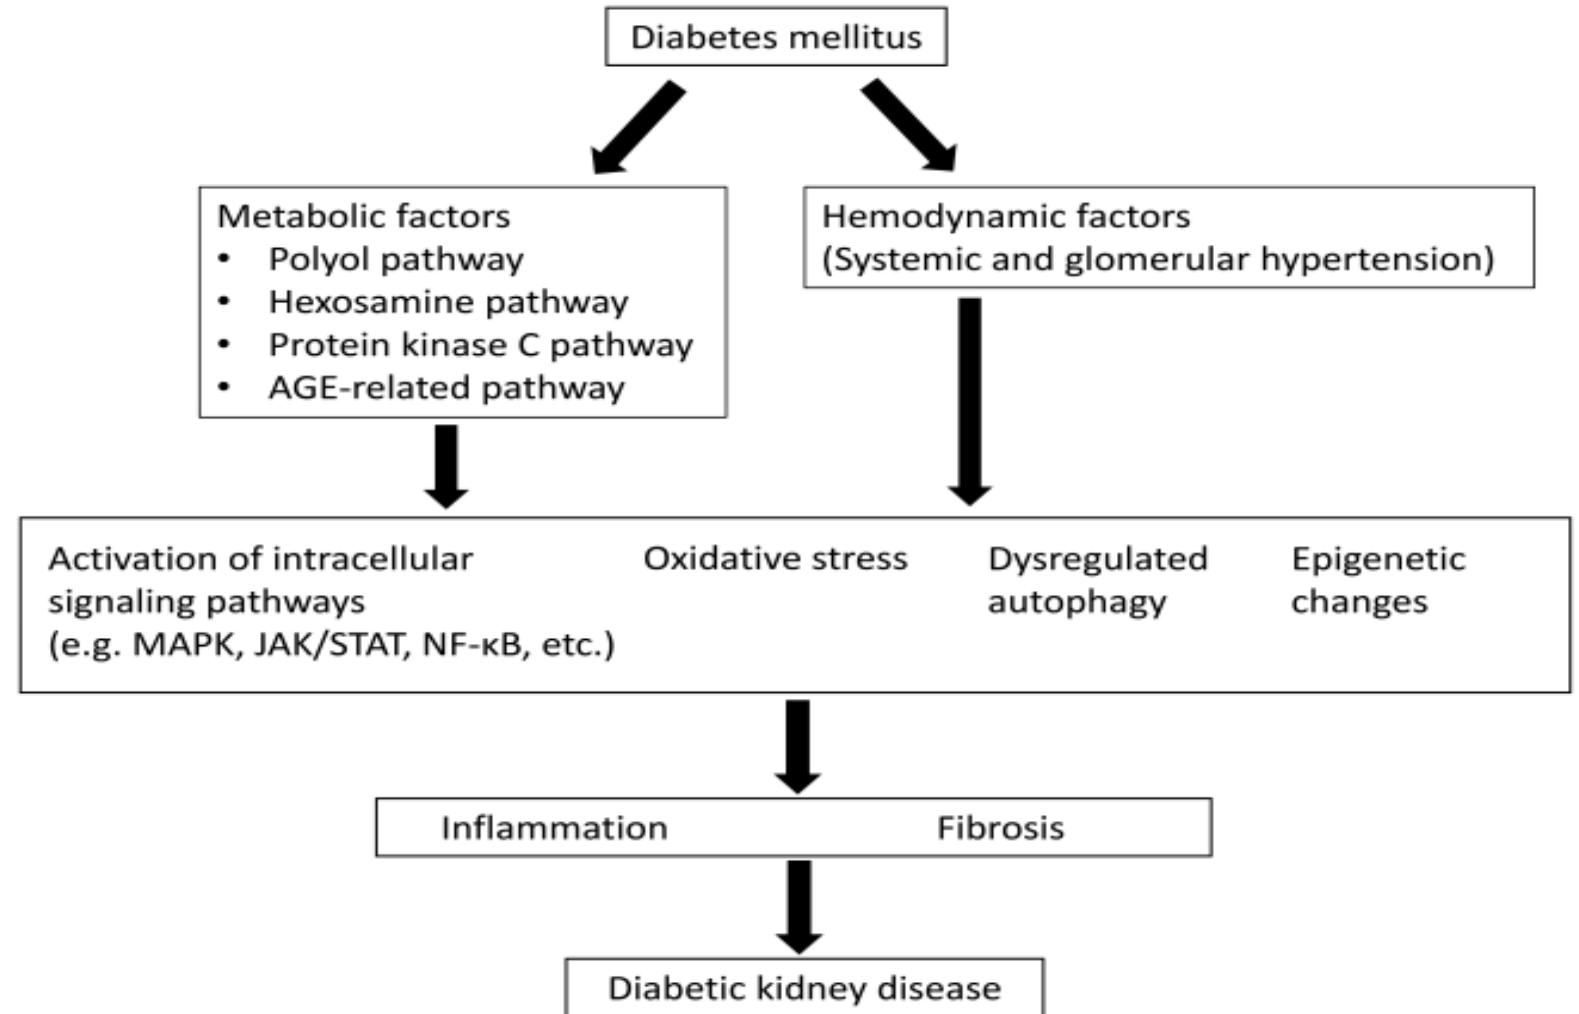 Diabetes mellitus
Metabolic factors
• Polyol pathway
• Hexosamine pathway
• Protein kinase C pathway
• AGE-related pathway
Hemodynamic factors
(Systemic and glomerular hypertension)
Activation of intracellular
signaling pathways
(e.g. MAPK, JAK/STAT, NF-κB, etc.)
Oxidative stress
Dysregulated
autophagy
Epigenetic
changes
Inflammation
Fibrosis
Diabetic kidney disease